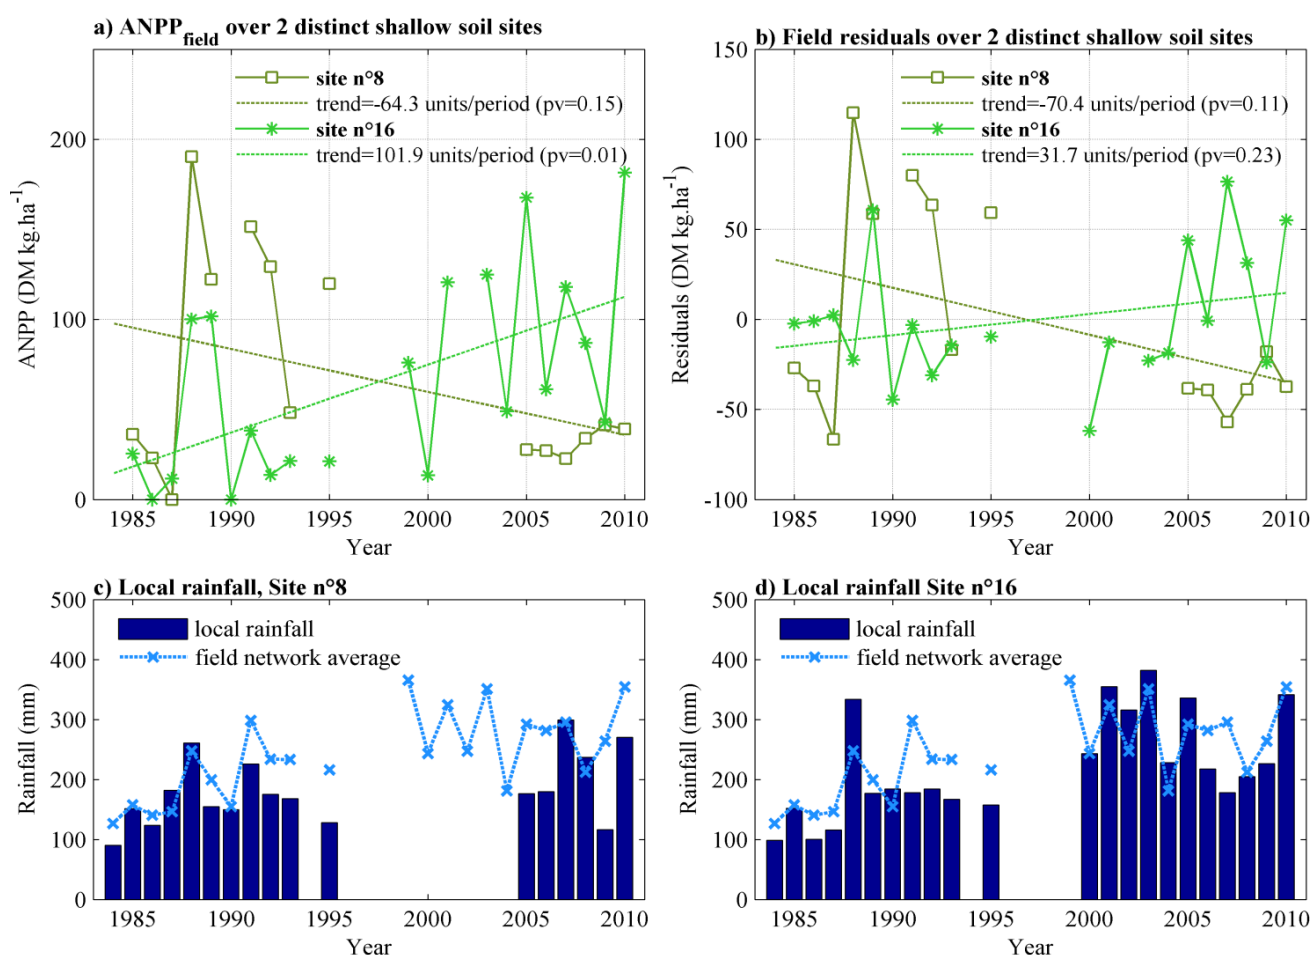 a) ANPPfield over 2 distinct shallow soil sites
250
200
100
0
ANPP (DM kg.ha-1)
site n°8
trend=-64.3 units/period (pv=0.15)
site n°16
trend=101.9 units/period (pv=0.01)
1985 1990 1995 2000 2005 2010
Year
b) Field residuals over 2 distinct shallow soil sites
150
100
50
0
-50
-100
Residuals (DM kg.ha-1)
site n°8
trend=-70.4 units/period (pv=0.11)
site n°16
trend=31.7 units/period (pv=0.23)
1985 1990 1995 2000 2005 2010
Year
c) Local rainfall, Site n°8
500
400
300
200
100
0
Rainfall (mm)
local rainfall
field network average
1985 1990 1995 2000 2005 2010
Year
d) Local rainfall Site n°16
500
400
300
200
100
0
Rainfall (mm)
local rainfall
field network average
1985 1990 1995 2000 2005 2010
Year